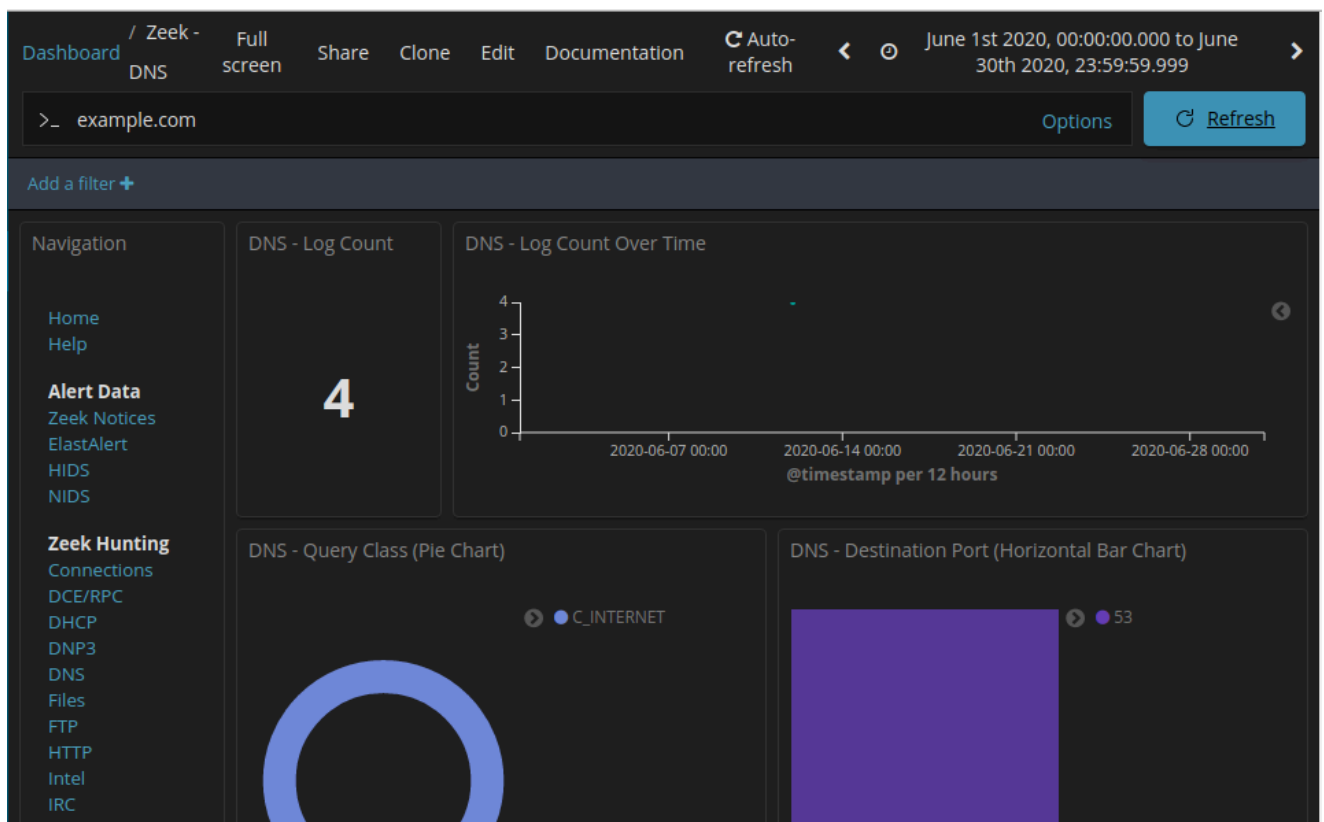 Dashboard / Zeek - DNS
Full screen
Share
Clone
Edit
Documentation
Auto-refresh
June 1st 2020, 00:00:00.000 to June 30th 2020, 23:59:59.999
>_ example.com
Options
Refresh
Add a filter +
Navigation
Home
Help
Alert Data
Zeek Notices
ElastAlert
HIDS
NIDS
Zeek Hunting
Connections
DCE/RPC
DHCP
DNP3
DNS
Files
FTP
HTTP
Intel
IRC
DNS - Log Count
4
DNS - Log Count Over Time
Count
4
3
2
1
0
2020-06-07 00:00
2020-06-14 00:00
2020-06-21 00:00
2020-06-28 00:00
@timestamp per 12 hours
DNS - Query Class (Pie Chart)
C_INTERNET
DNS - Destination Port (Horizontal Bar Chart)
53